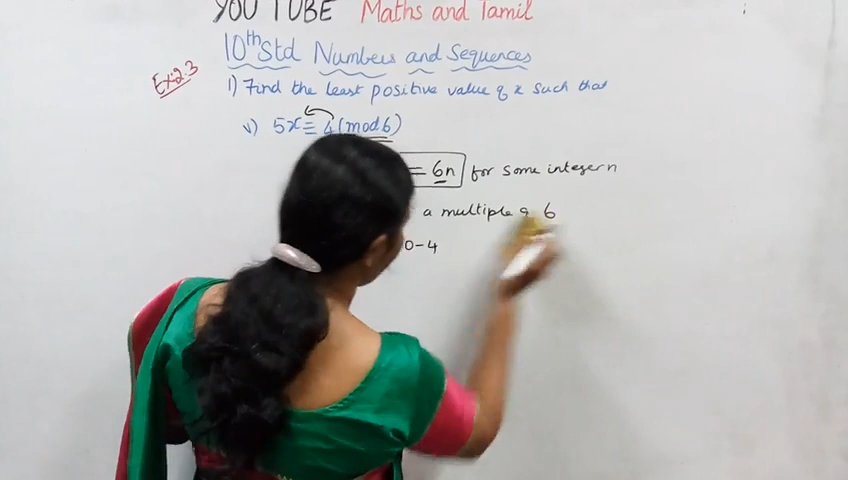 YOU TUBE Maths and Tamil
10th Std Numbers and Sequences
Ex:2.3
1) Find the least positive value of x such that
v) 5x ≡ 4 (mod 6)
= 6n for some integer n
a multiple 6
0-4